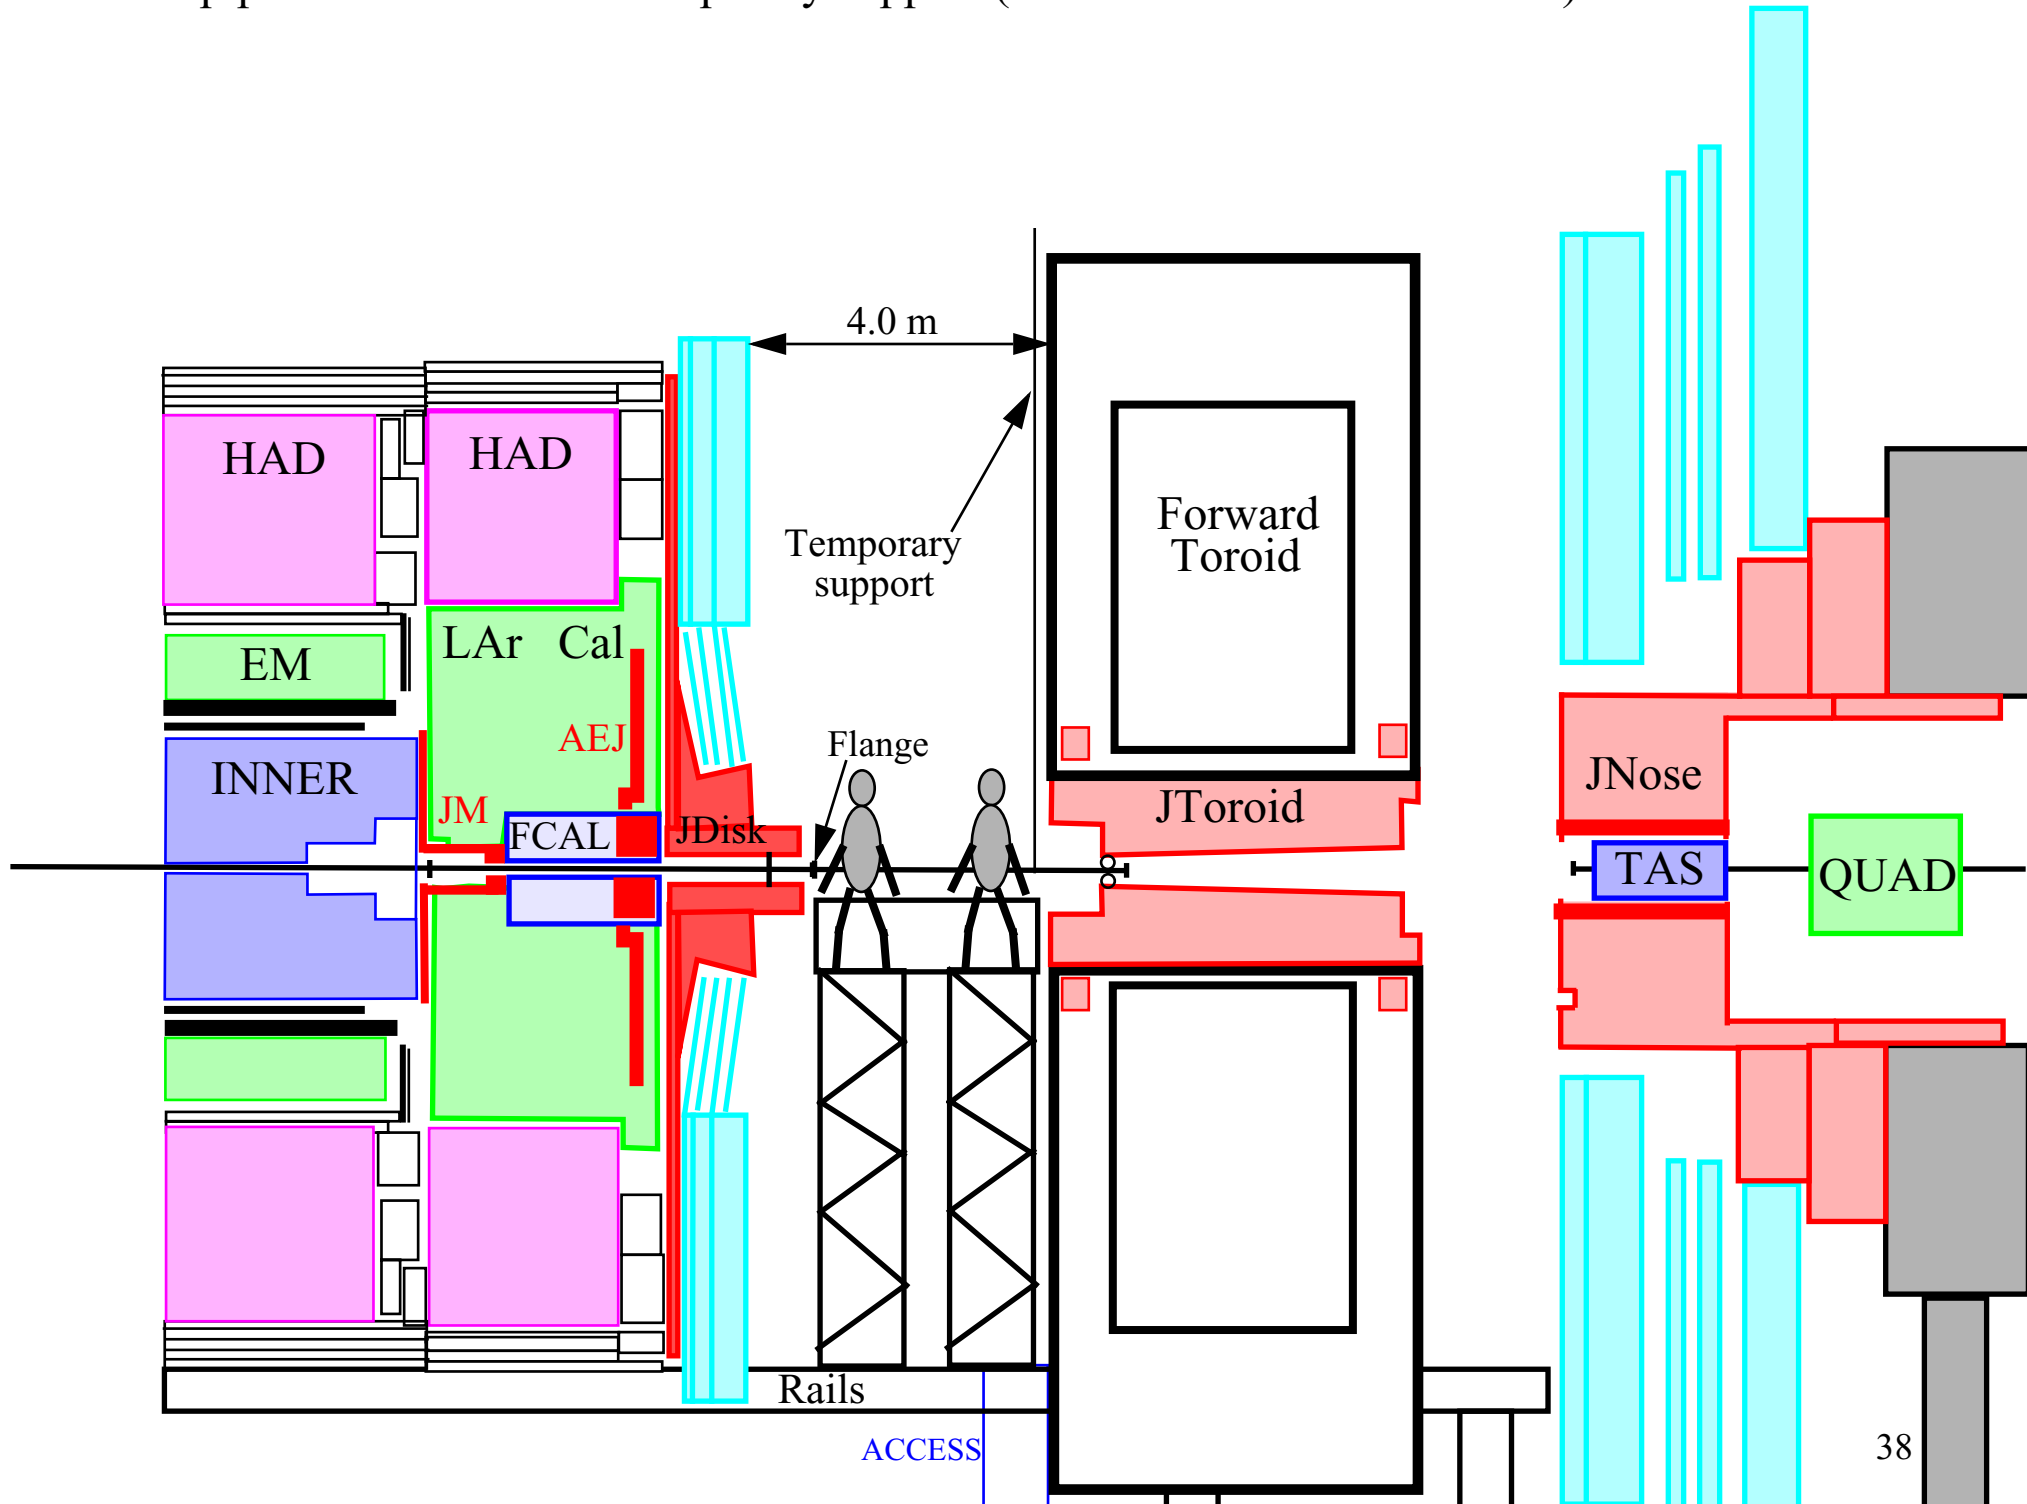 4.0 m
HAD
HAD
Forward
Toroid
Temporary
support
LAr Cal
EM
AEJ
Flange
INNER
JNose
JM
JToroid
FCAL
JDisk
TAS
QUAD
Rails
ACCESS
38